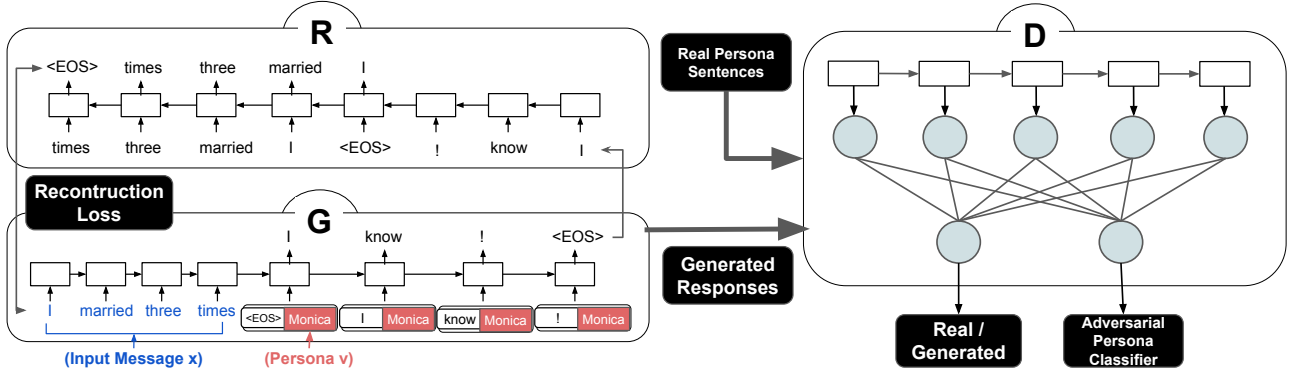 R
<EOS> times three married I
times three married I <EOS> ! know I
Recontruction
Loss
G
I know ! <EOS>
I married three times
<EOS> Monica I Monica know Monica ! Monica
(Input Message x) (Persona v)
Real Persona
Sentences
Generated
Responses
D
Real /
Generated
Adversarial
Persona
Classifier